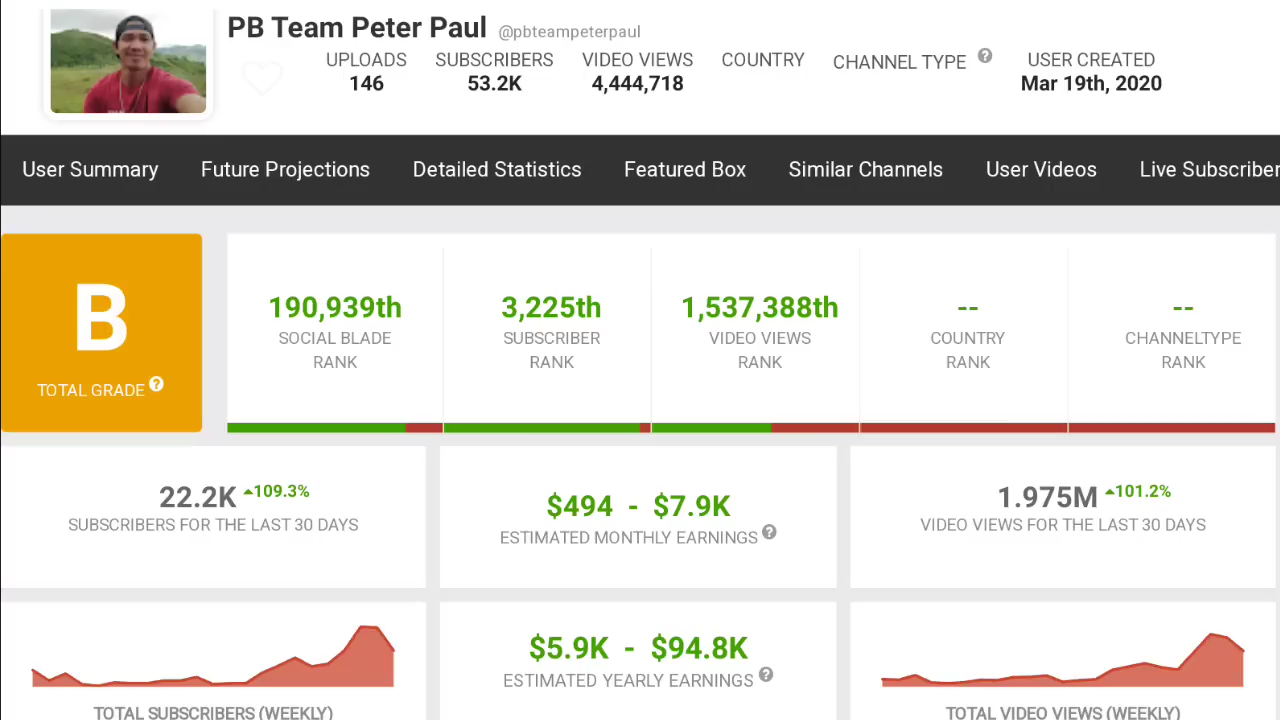 PB Team Peter Paul @pbteampeterpaul
UPLOADS SUBSCRIBERS VIDEO VIEWS COUNTRY CHANNEL TYPE ? USER CREATED
146 53.2K 4,444,718 Mar 19th, 2020
User Summary Future Projections Detailed Statistics Featured Box Similar Channels User Videos Live Subscriber
B
TOTAL GRADE ?
190,939th 3,225th 1,537,388th -- --
SOCIAL BLADE SUBSCRIBER VIDEO VIEWS COUNTRY CHANNELTYPE
RANK RANK RANK RANK RANK
22.2K 109.3%
SUBSCRIBERS FOR THE LAST 30 DAYS
$494 - $7.9K
ESTIMATED MONTHLY EARNINGS ?
1.975M 101.2%
VIDEO VIEWS FOR THE LAST 30 DAYS
$5.9K - $94.8K
ESTIMATED YEARLY EARNINGS ?
TOTAL SUBSCRIBERS (WEEKLY)
TOTAL VIDEO VIEWS (WEEKLY)